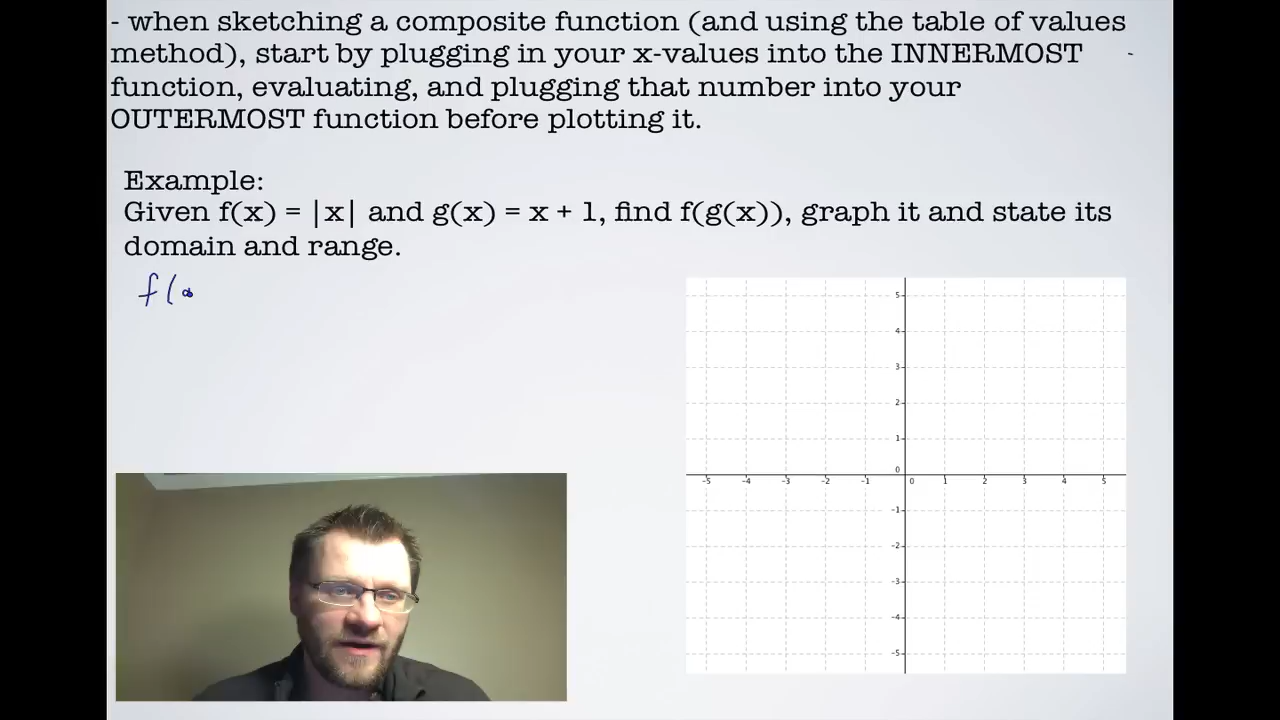 - when sketching a composite function (and using the table of values
method), start by plugging in your x-values into the INNERMOST
function, evaluating, and plugging that number into your
OUTERMOST function before plotting it.
Example:
Given f(x) = |x| and g(x) = x + 1, find f(g(x)), graph it and state its
domain and range.
f(
5
4
3
2
1
0
-5 -4 -3 -2 -1 0 1 2 3 4 5
-1
-2
-3
-4
-5